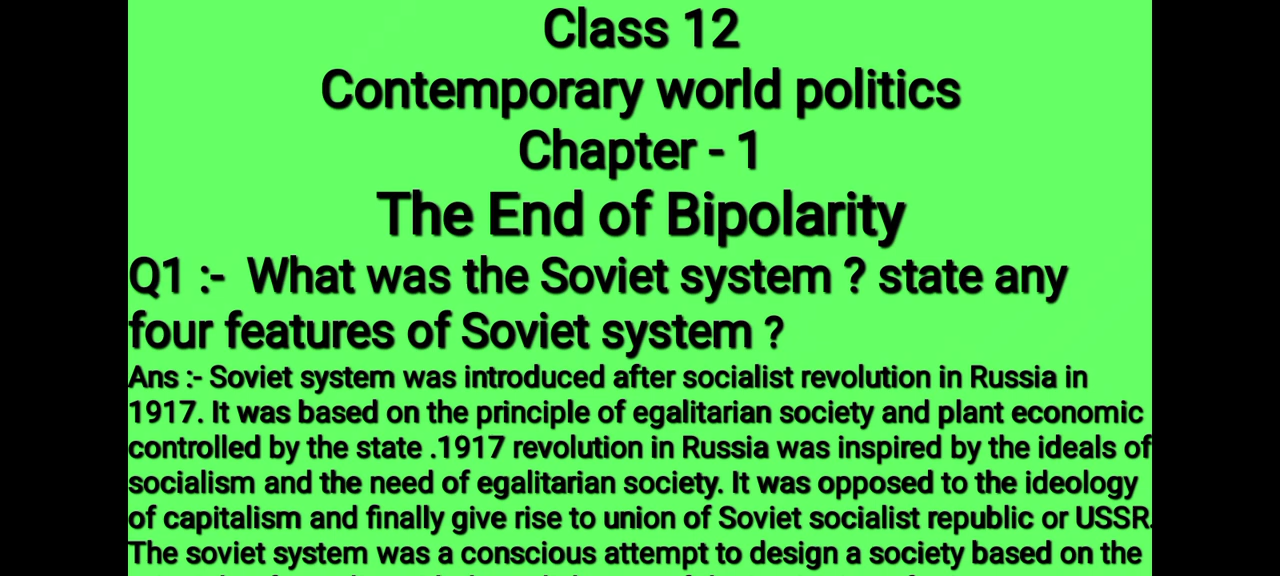 Class 12
Contemporary world politics
Chapter - 1
The End of Bipolarity
Q1 :- What was the Soviet system ? state any
four features of Soviet system ?
Ans :- Soviet system was introduced after socialist revolution in Russia in
1917. It was based on the principle of egalitarian society and plant economic
controlled by the state .1917 revolution in Russia was inspired by the ideals of
socialism and the need of egalitarian society. It was opposed to the ideology
of capitalism and finally give rise to union of Soviet socialist republic or USSR.
The soviet system was a conscious attempt to design a society based on the